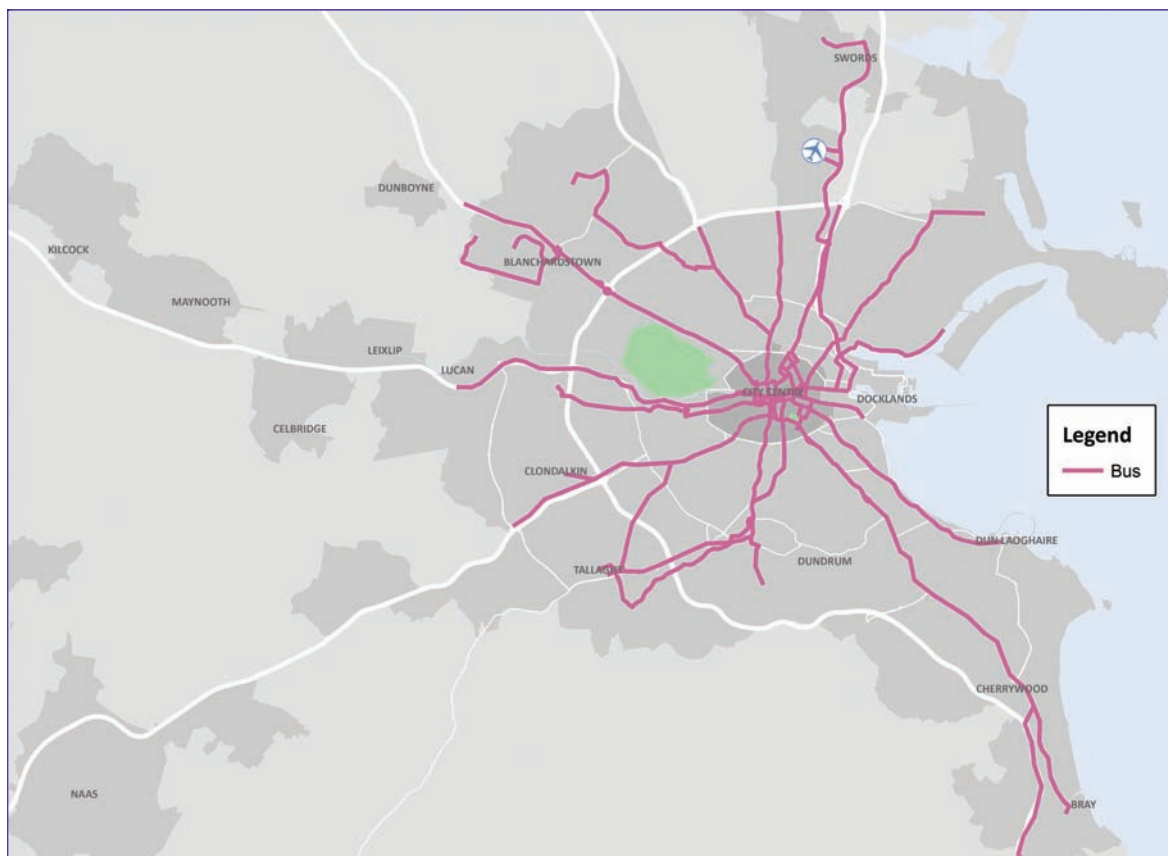 SWORDS
DUNBOYNE
KILCOCK
BLANCHARDSTOWN
MAYNOOTH
LEIXLIP
LUCAN
CITY CENTRE
DOCKLANDS
CELBRIDGE
Legend
Bus
CLONDALKIN
DUN LAOGHAIRE
DUNDRUM
TALLAGHT
CHERRYWOOD
NAAS
BRAY